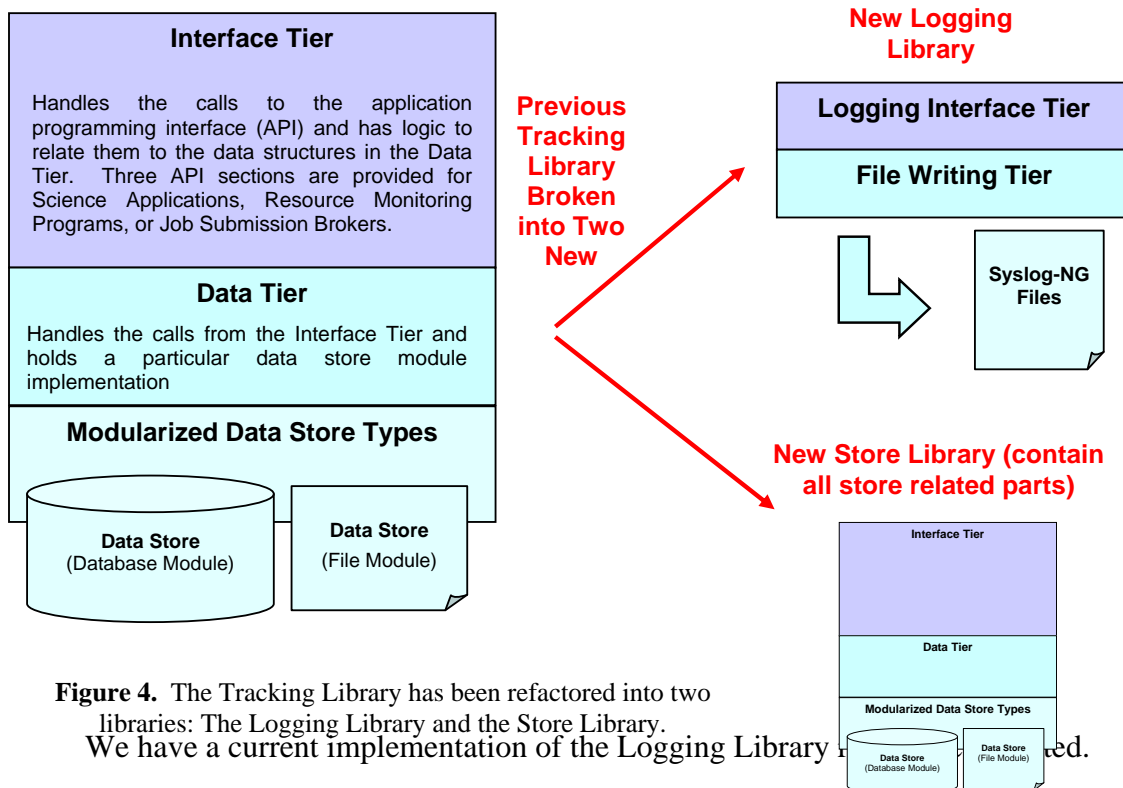 Interface Tier
Handles the calls to the application
programming interface (API) and has logic to
relate them to the data structures in the Data
Tier. Three API sections are provided for
Science Applications, Resource Monitoring
Programs, or Job Submission Brokers.
Data Tier
Handles the calls from the Interface Tier and
holds a particular data store module
implementation
Modularized Data Store Types
Data Store
(Database Module)
Data Store
(File Module)
Previous
Tracking
Library
Broken
into Two
New
New Logging
Library
Logging Interface Tier
File Writing Tier
Syslog-NG
Files
New Store Library (contain
all store related parts)
Interface Tier
Data Tier
Modularized Data Store Types
Data Store
(Database Module)
Data Store
(File Module)
Figure 4. The Tracking Library has been refactored into two
libraries: The Logging Library and the Store Library.
We have a current implementation of the Logging Library